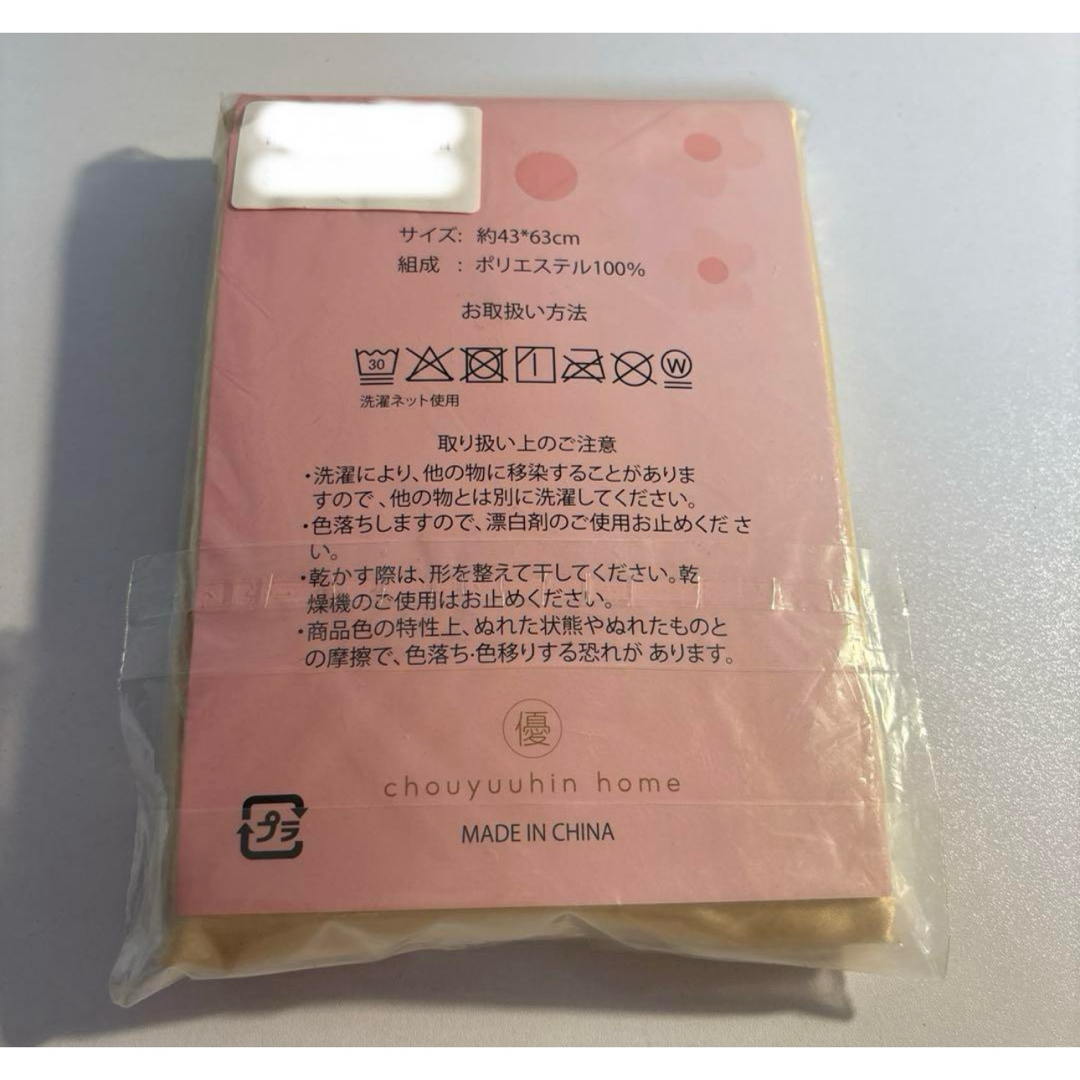 サイズ: 約43*63cm
組成 : ポリエステル100%
お取扱い方法
30
W
洗濯ネット使用
取り扱い上のご注意
・洗濯により、他の物に移染することがありま
すので 、他の物とは別に洗濯してください。
・色落ちしますので、漂白剤のご使用お止めくだ さ
い。
・乾かす際は、形を整えて干してください。乾
燥機のご使用はお止めください。
・商品色の特性上、ぬれた状態やぬれたものと
の摩擦で、色落ち·色移りする恐れが あります。
優
chouyuuhin home
プラ
MADE IN CHINA